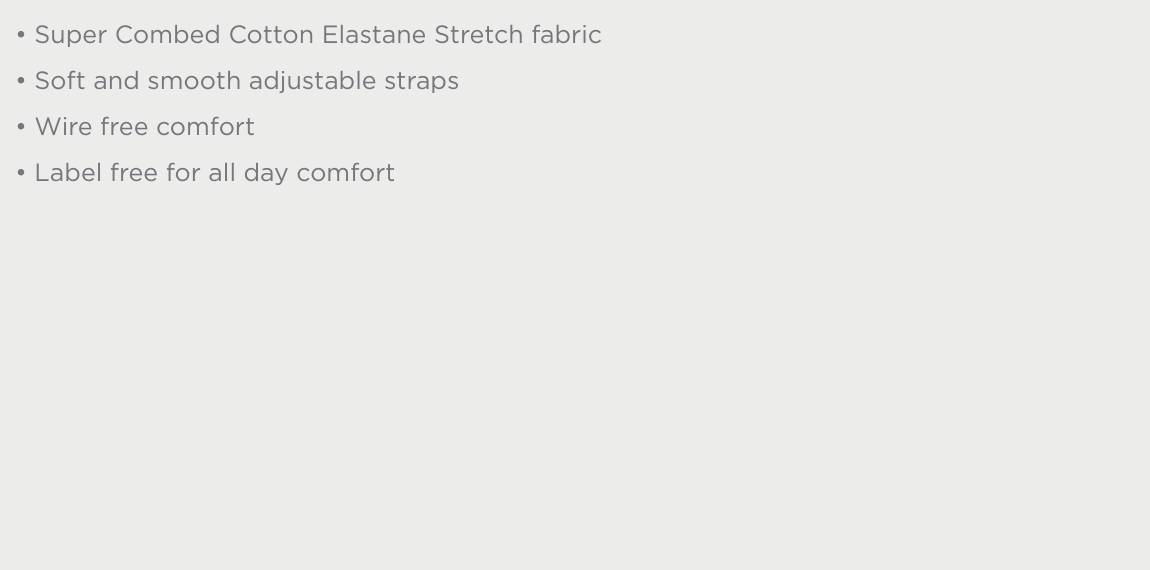 • Super Combed Cotton Elastane Stretch fabric
• Soft and smooth adjustable straps
• Wire free comfort
• Label free for all day comfort